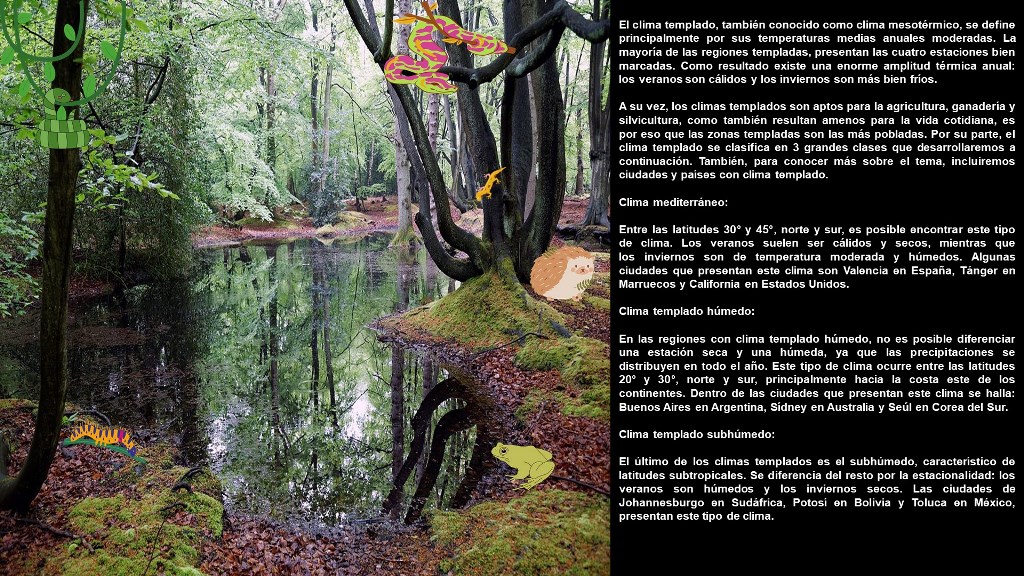 El clima templado, también conocido como clima mesotérmico, se define
principalmente por sus temperaturas medias anuales moderadas. La
mayoría de las regiones templadas, presentan las cuatro estaciones bien
marcadas. Como resultado existe una enorme amplitud térmica anual:
los veranos son cálidos y los inviernos son más bien fríos.
A su vez, los climas templados son aptos para la agricultura, ganadería y
silvicultura, como también resultan amenos para la vida cotidiana, es
por eso que las zonas templadas son las más pobladas. Por su parte, el
clima templado se clasifica en 3 grandes clases que desarrollaremos a
continuación. También, para conocer más sobre el tema, incluiremos
ciudades y países con clima templado.
Clima mediterráneo:
Entre las latitudes 30° y 45°, norte y sur, es posible encontrar este tipo
de clima. Los veranos suelen ser cálidos y secos, mientras que
los inviernos son de temperatura moderada y húmedos. Algunas
ciudades que presentan este clima son Valencia en España, Tánger en
Marruecos y California en Estados Unidos.
Clima templado húmedo:
En las regiones con clima templado húmedo, no es posible diferenciar
una estación seca y una húmeda, ya que las precipitaciones se
distribuyen en todo el año. Este tipo de clima ocurre entre las latitudes
20° y 30°, norte y sur, principalmente hacia la costa este de los
continentes. Dentro de las ciudades que presentan este clima se halla:
Buenos Aires en Argentina, Sidney en Australia y Seúl en Corea del Sur.
Clima templado subhúmedo:
El último de los climas templados es el subhúmedo, característico de
latitudes subtropicales. Se diferencia del resto por la estacionalidad: los
veranos son húmedos y los inviernos secos. Las ciudades de
Johannesburgo en Sudáfrica, Potosí en Bolivia y Toluca en México,
presentan este tipo de clima.